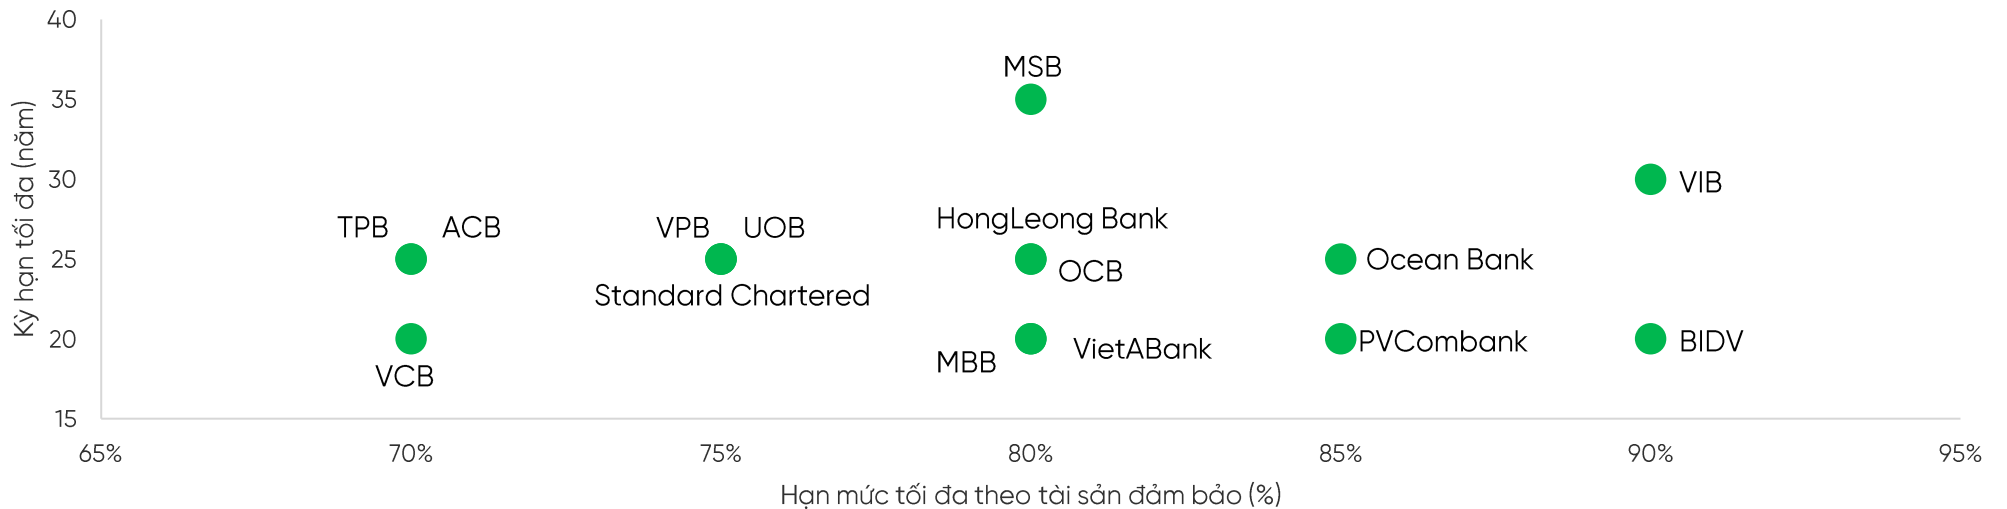 40
MSB
35
Kỳ hạn tối đa (năm)
30
VIB
TPB ACB
VPB UOB
HongLeong Bank
25
Ocean Bank
OCB
Standard Chartered
20
PVCombank
BIDV
VietABank
MBB
VCB
15
65% 70% 75% 80% 85% 90% 95%
Hạn mức tối đa theo tài sản đảm bảo (%)